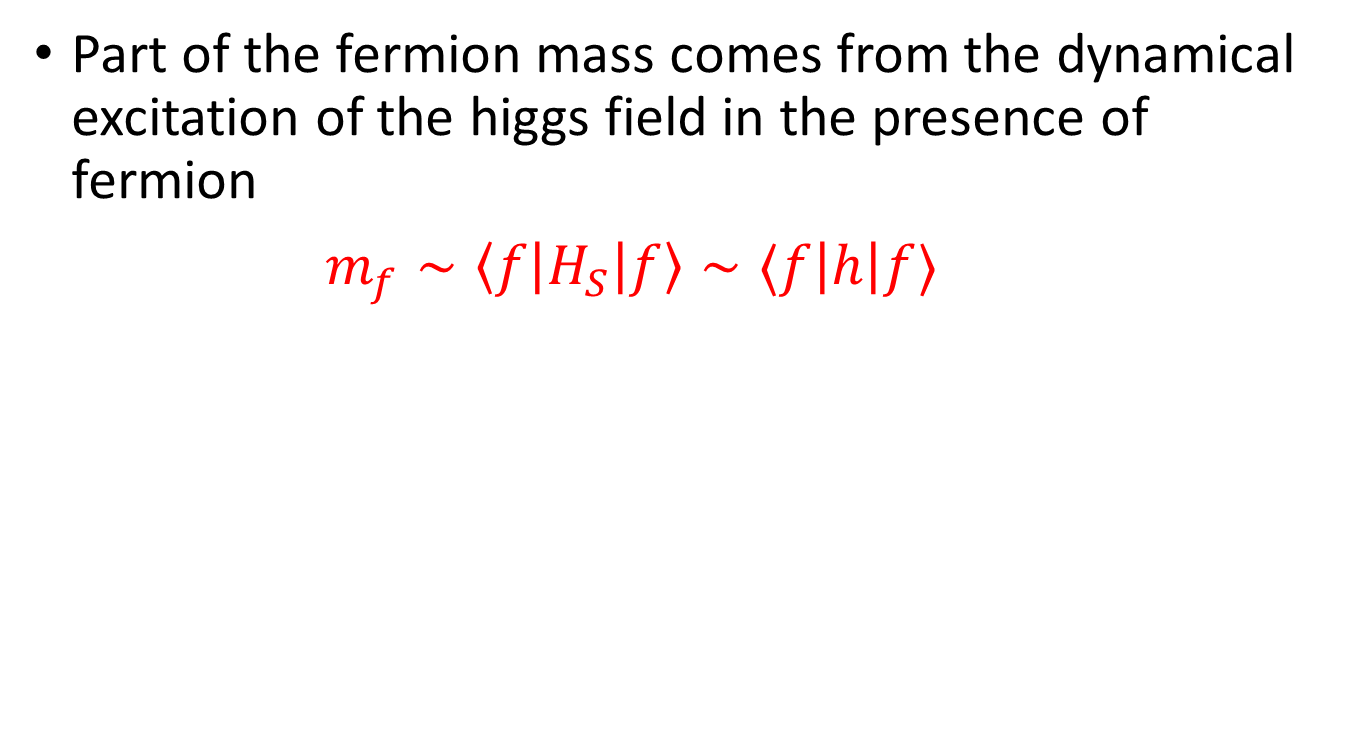 • Part of the fermion mass comes from the dynamical
excitation of the higgs field in the presence of
fermion
m_f ~ ⟨f|H_S|f⟩ ~ ⟨f|h|f⟩